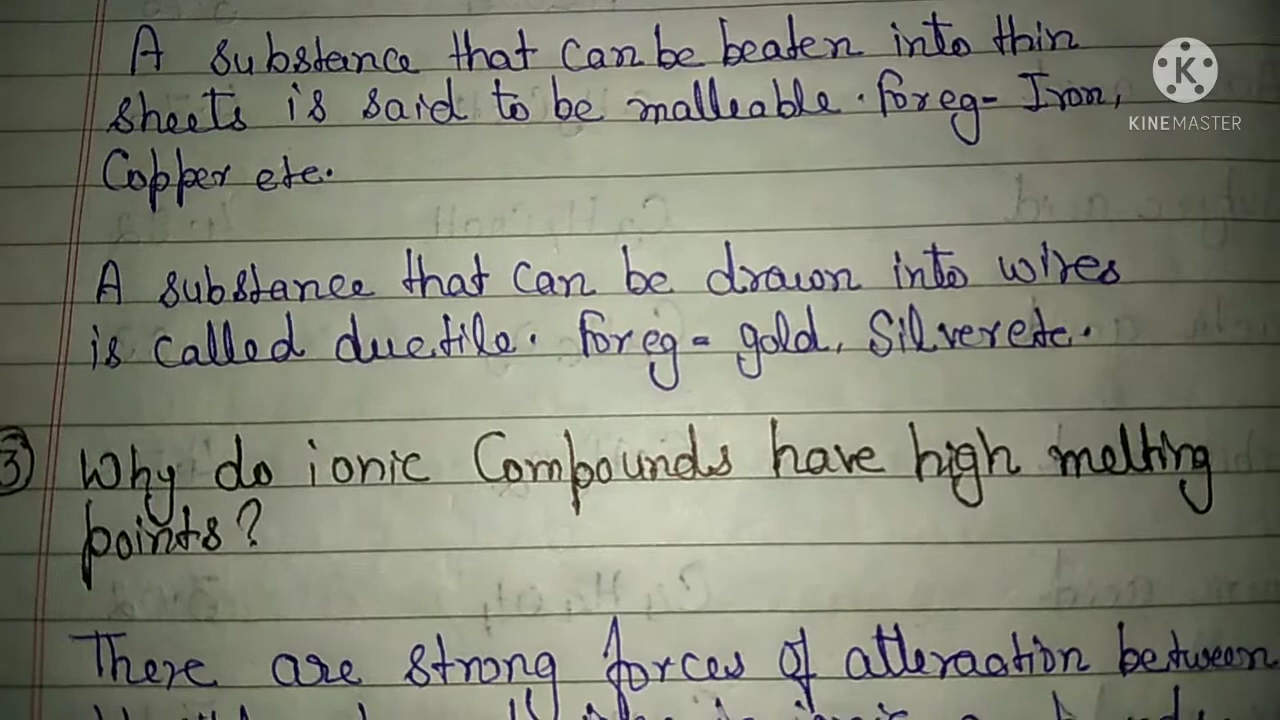 A substance that can be beaten into thin
sheets is said to be malleable. For eg- Iron,
Copper etc.
A substance that can be drawn into wires
is called ductile. For eg- gold, Silver etc.
3) Why do ionic Compounds have high melting
points?
There are strong forces of atteraction between
K
KINEMASTER